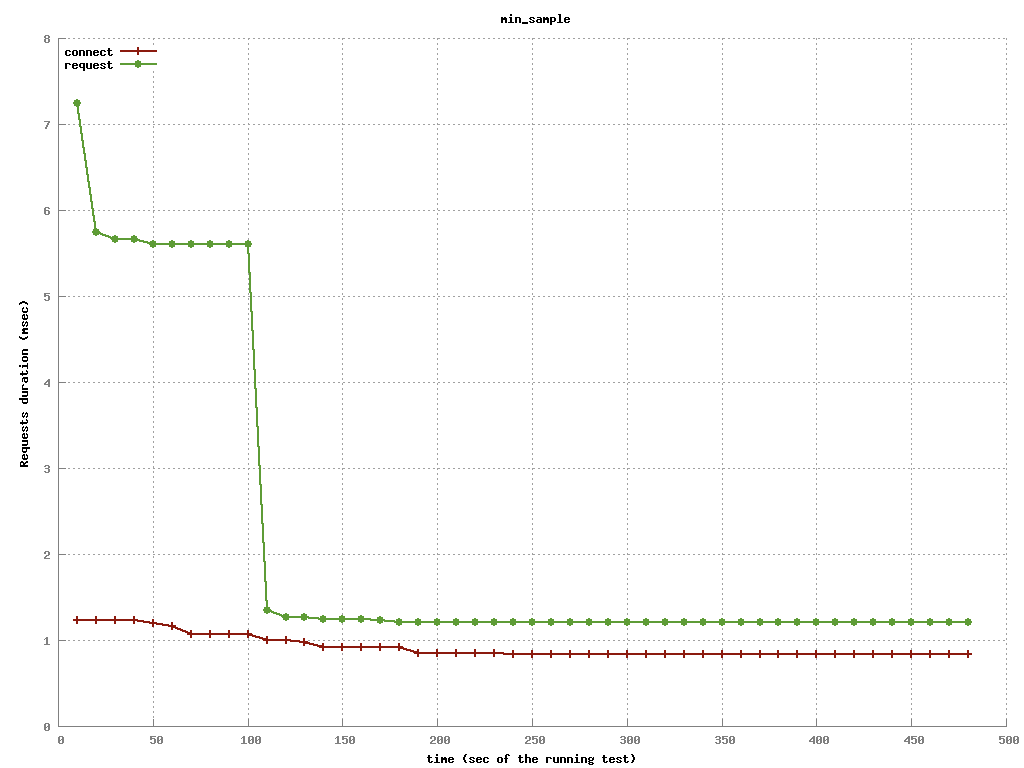 min_sample
connect
request
8
7
6
5
4
3
2
1
0
Requests duration (msec)
0 50 100 150 200 250 300 350 400 450 500
time (sec of the running test)